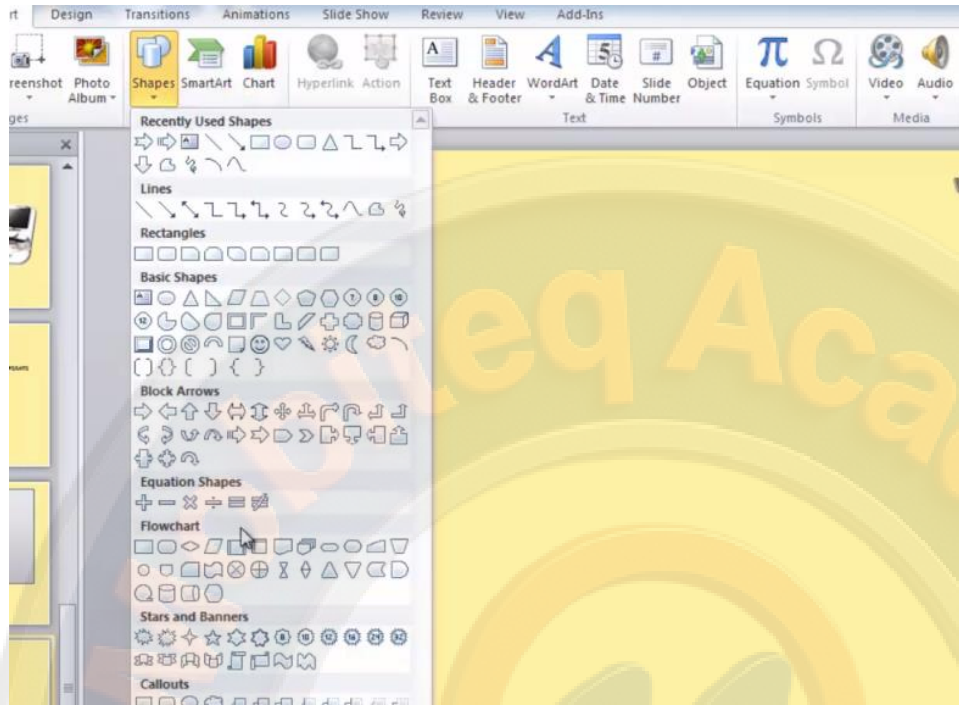 rt Design Transitions Animations Slide Show Review View Add-Ins
reenshot Photo Album Shapes SmartArt Chart Hyperlink Action Text Box Header & Footer WordArt Date & Time Slide Number Object Equation Symbol Video Audio
ges Text Symbols Media
Recently Used Shapes
Lines
Rectangles
Basic Shapes
Block Arrows
Equation Shapes
Flowchart
Stars and Banners
Callouts
iteq Aca